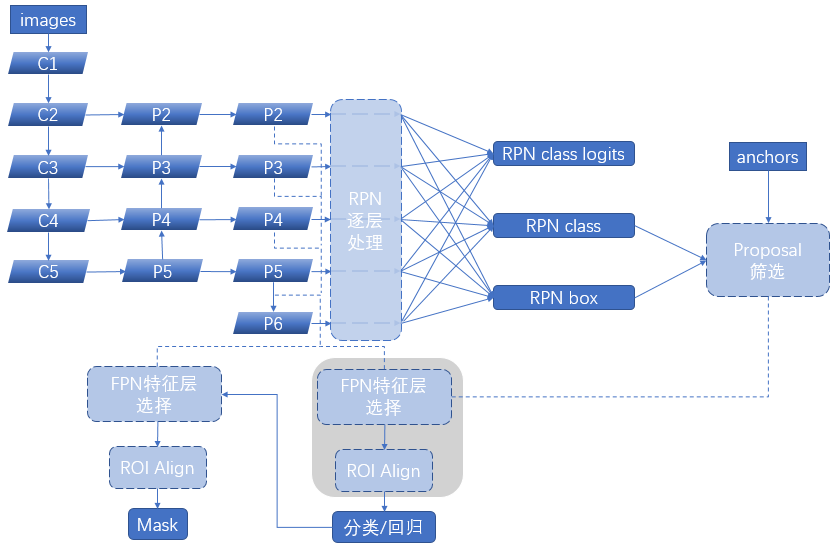 images
C1
C2
P2
P2
C3
P3
P3
C4
P4
P4
C5
P5
P5
P6
RPN
逐层
处理
RPN class logits
RPN class
RPN box
anchors
Proposal
筛选
FPN特征层
选择
ROI Align
Mask
FPN特征层
选择
ROI Align
分类/回归